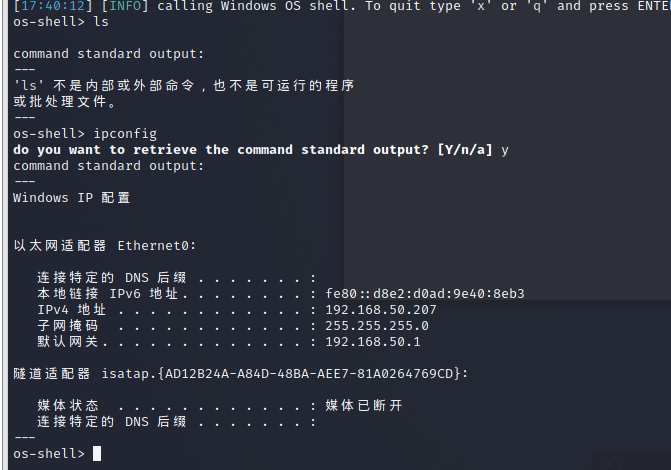 [17:40:12] [INFO] calling Windows OS shell. To quit type 'x' or 'q' and press ENTE
os-shell> ls
command standard output:
---
'ls' 不是内部或外部命令，也不是可运行的程序
或批处理文件。
---
os-shell> ipconfig
do you want to retrieve the command standard output? [Y/n/a] y
command standard output:
---
Windows IP 配置
以太网适配器 Ethernet0:
连接特定的 DNS 后缀 . . . . . . . :
本地链接 IPv6 地址. . . . . . . . : fe80::d8e2:d0ad:9e40:8eb3
IPv4 地址 . . . . . . . . . . . . : 192.168.50.207
子网掩码 . . . . . . . . . . . . : 255.255.255.0
默认网关. . . . . . . . . . . . . : 192.168.50.1
隧道适配器 isatap.{AD12B24A-A84D-48BA-AEE7-81A0264769CD}:
媒体状态 . . . . . . . . . . . . : 媒体已断开
连接特定的 DNS 后缀 . . . . . . . :
---
os-shell>